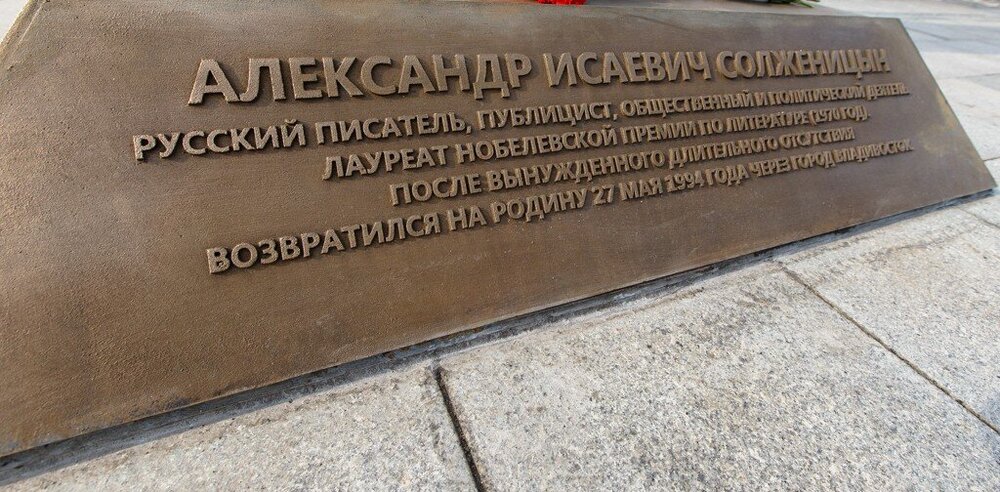 АЛЕКСАНДР ИСАЕВИЧ СОЛЖЕНИЦЫН
РУССКИЙ ПИСАТЕЛЬ, ПУБЛИЦИСТ, ОБЩЕСТВЕННЫЙ И ПОЛИТИЧЕСКИЙ ДЕЯТЕЛЬ.
ЛАУРЕАТ НОБЕЛЕВСКОЙ ПРЕМИИ ПО ЛИТЕРАТУРЕ (1970 ГОД).
ПОСЛЕ ВЫНУЖДЕННОГО ДЛИТЕЛЬНОГО ОТСУТСТВИЯ
ВОЗВРАТИЛСЯ НА РОДИНУ 27 МАЯ 1994 ГОДА ЧЕРЕЗ ГОРОД ВЛАДИВОСТОК.